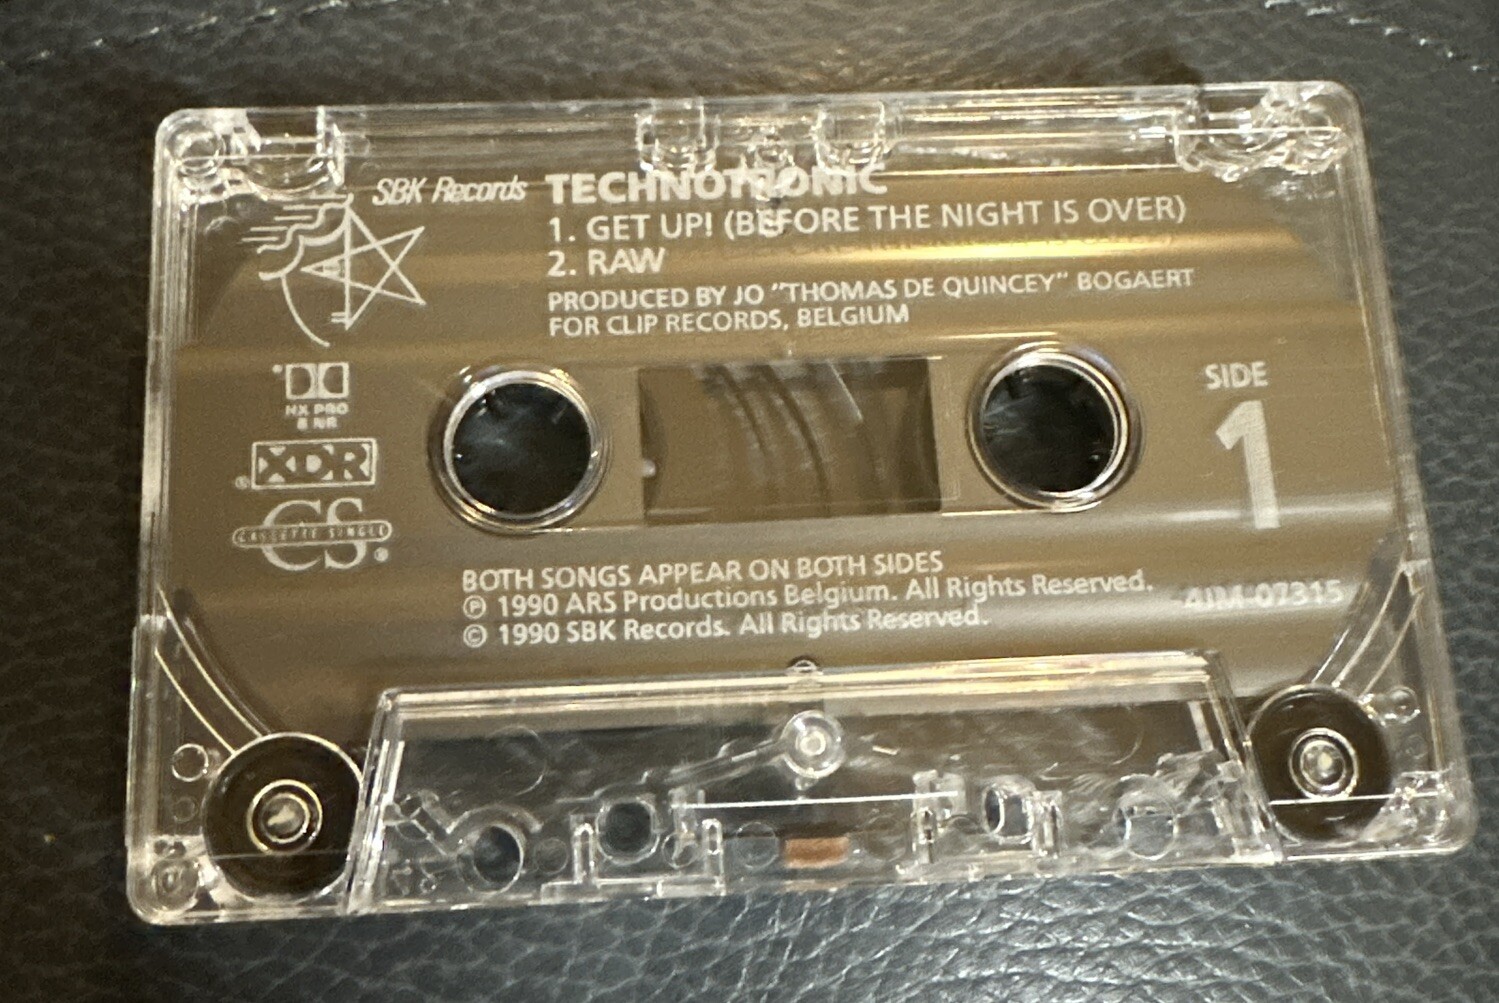 SBK Records
TECHNOTRONIC
1. GET UP! (BEFORE THE NIGHT IS OVER)
2. RAW
PRODUCED BY JO "THOMAS DE QUINCEY" BOGAERT
FOR CLIP RECORDS, BELGIUM
HX PRO
B NR
XDR
®
CS
CASSETTE SINGLE
®
SIDE
1
BOTH SONGS APPEAR ON BOTH SIDES
℗ 1990 ARS Productions Belgium. All Rights Reserved.
© 1990 SBK Records. All Rights Reserved.
4JM-07315